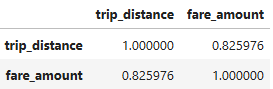 trip_distance fare_amount
trip_distance 1.000000 0.825976
fare_amount 0.825976 1.000000